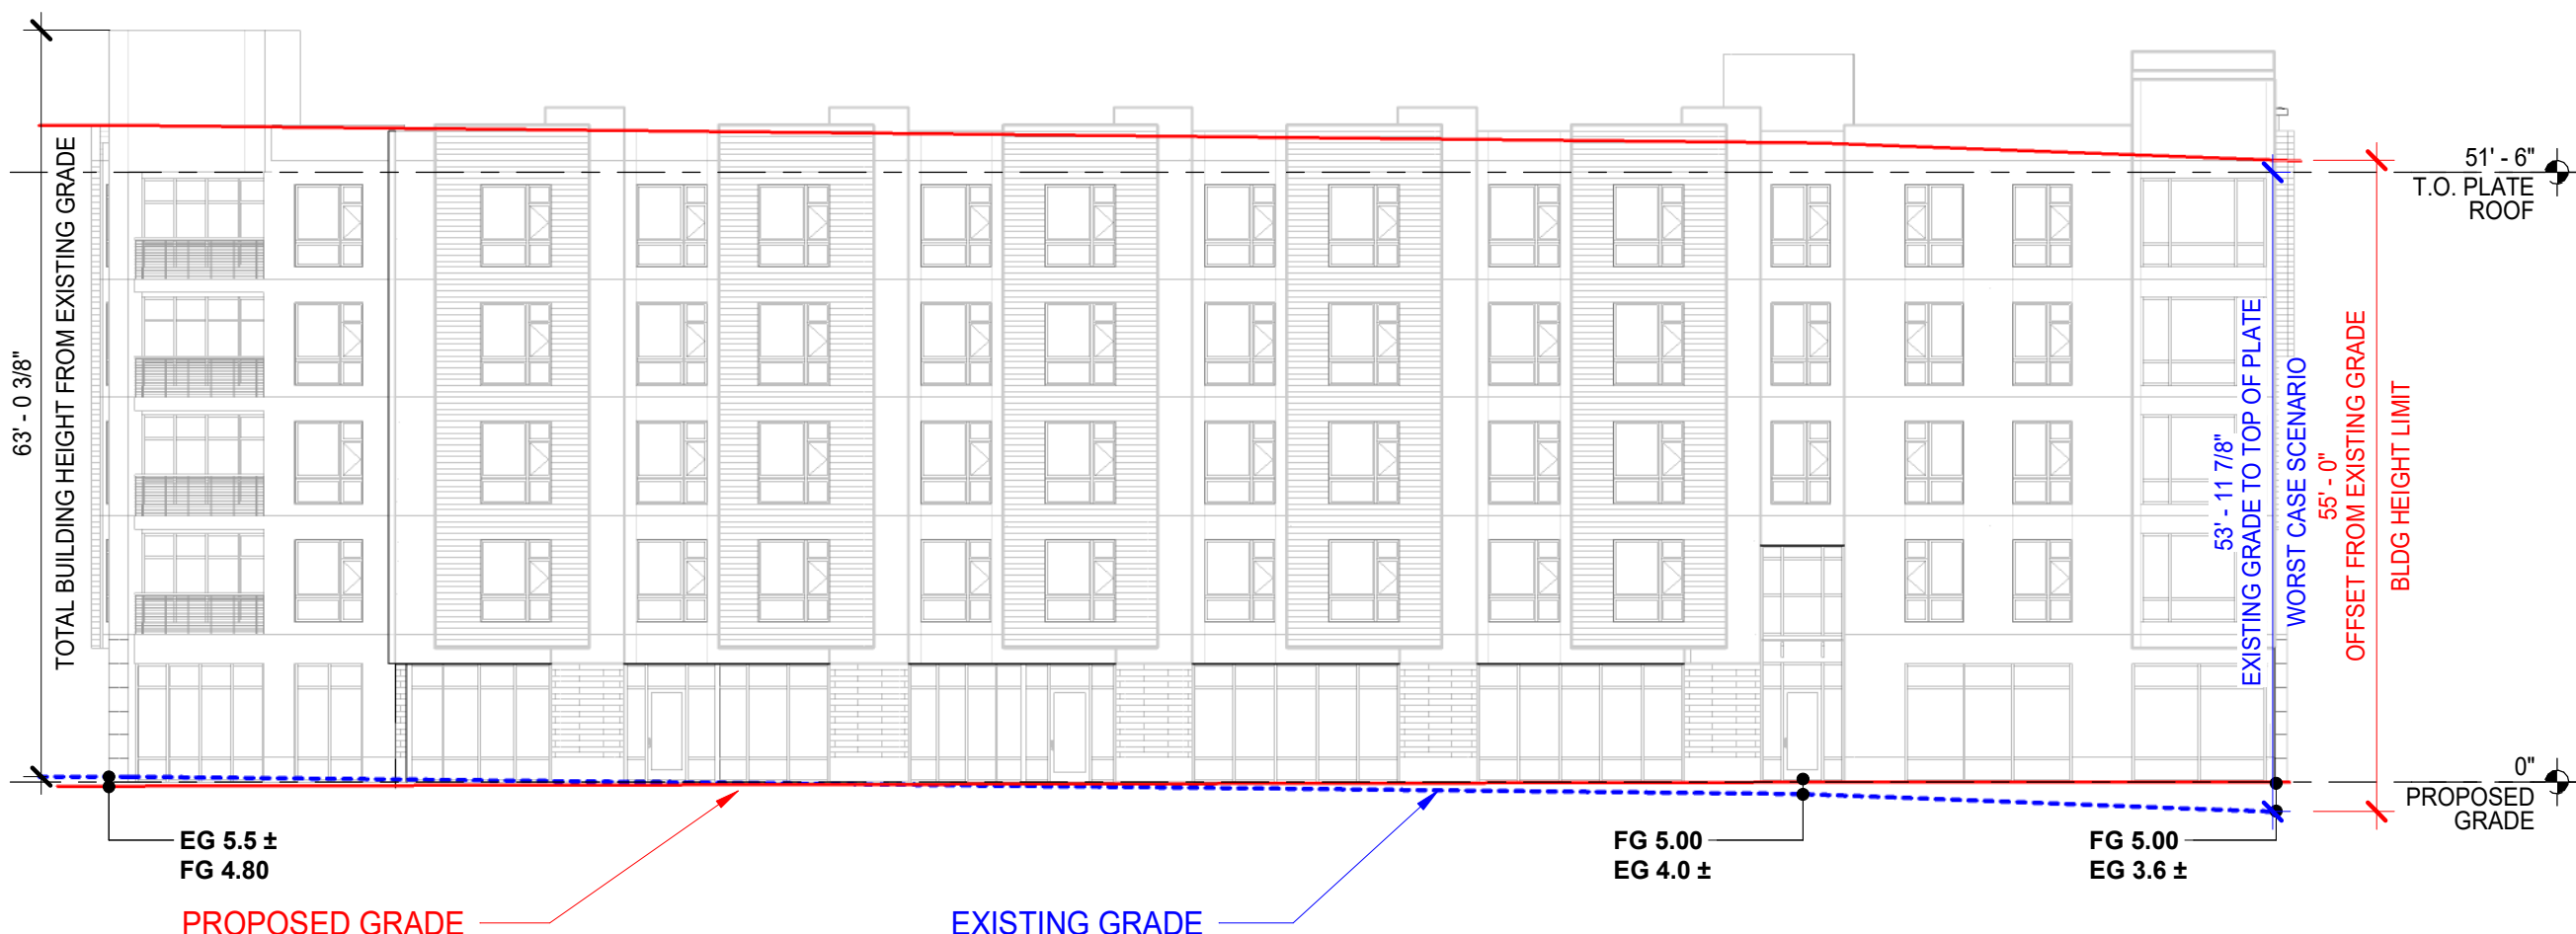 63' - 0 3/8"
TOTAL BUILDING HEIGHT FROM EXISTING GRADE
51' - 6"
T.O. PLATE
ROOF
53' - 11 7/8"
EXISTING GRADE TO TOP OF PLATE
WORST CASE SCENARIO
55' - 0"
OFFSET FROM EXISTING GRADE
BLDG HEIGHT LIMIT
0"
PROPOSED
GRADE
EG 5.5 ±
FG 4.80
FG 5.00
EG 4.0 ±
FG 5.00
EG 3.6 ±
PROPOSED GRADE
EXISTING GRADE